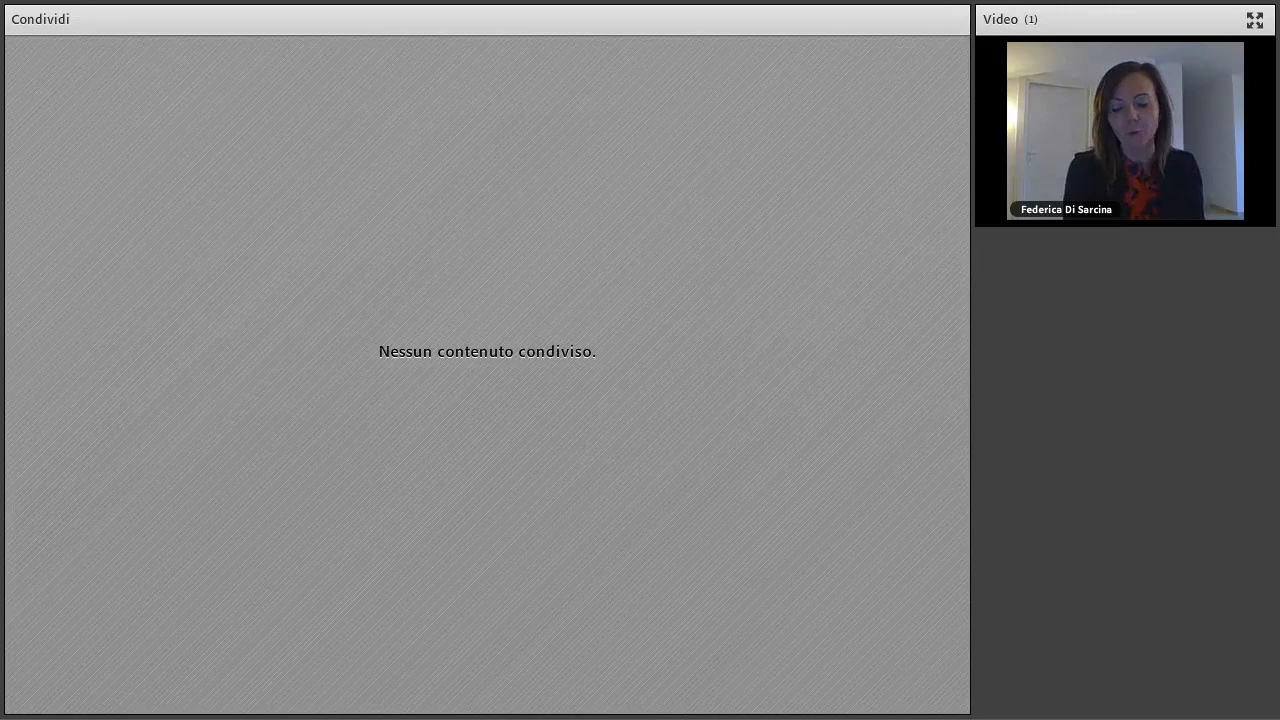 Condividi
Video (1)
Federica Di Sarcina
Nessun contenuto condiviso.